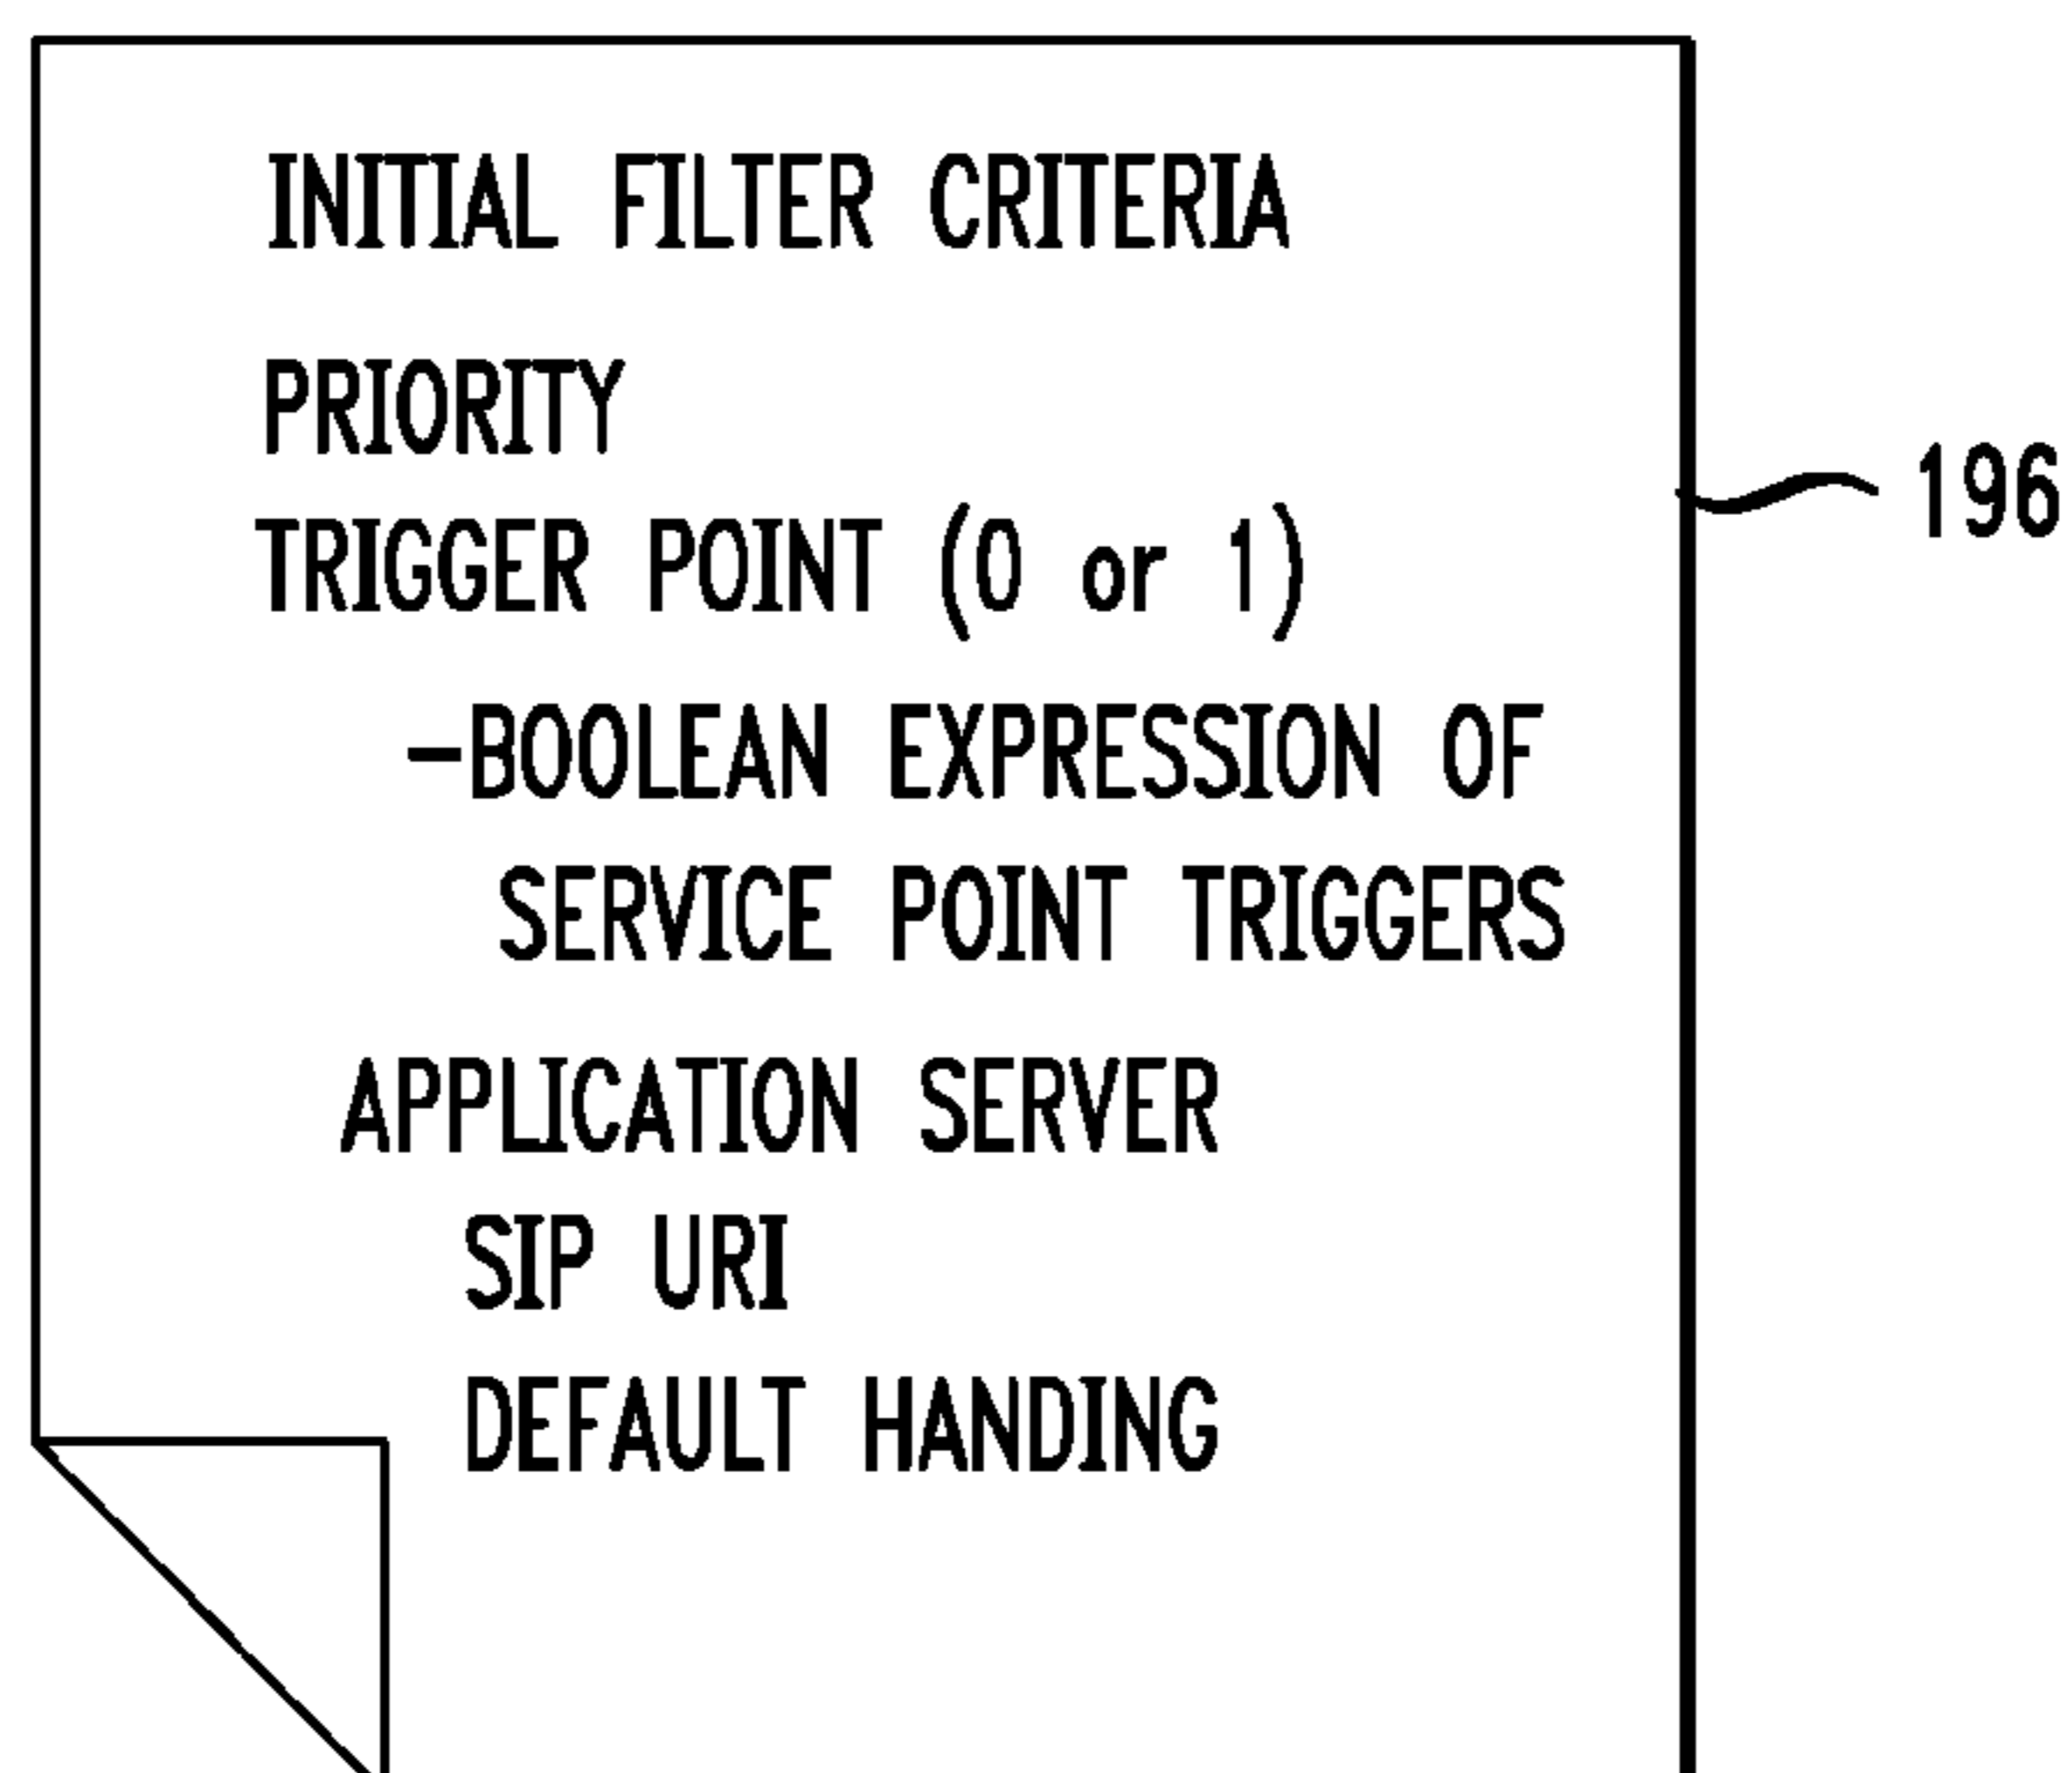 INITIAL FILTER CRITERIA
PRIORITY
TRIGGER POINT (0 or 1)
-BOOLEAN EXPRESSION OF
SERVICE POINT TRIGGERS
APPLICATION SERVER
SIP URI
DEFAULT HANDING
196